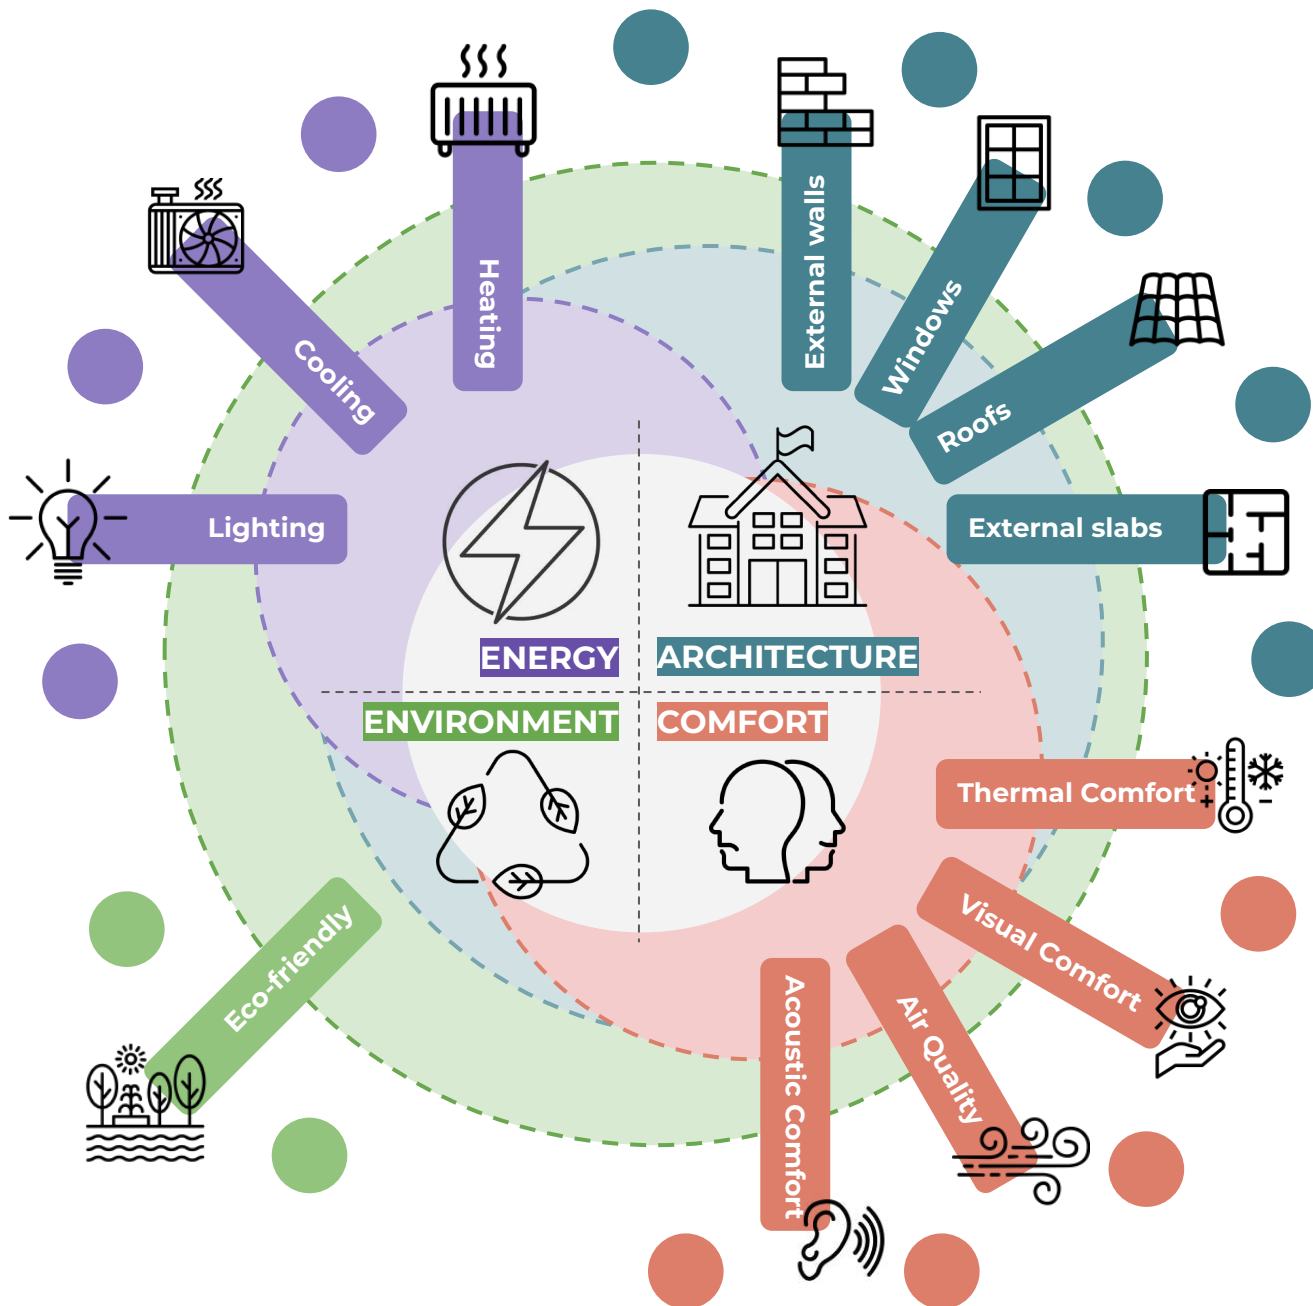 Heating
External walls
Windows
Cooling
Roofs
Lighting
External slabs
ENERGY
ARCHITECTURE
ENVIRONMENT
COMFORT
Thermal Comfort
Visual Comfort
Eco-friendly
Air Quality
Acoustic Comfort